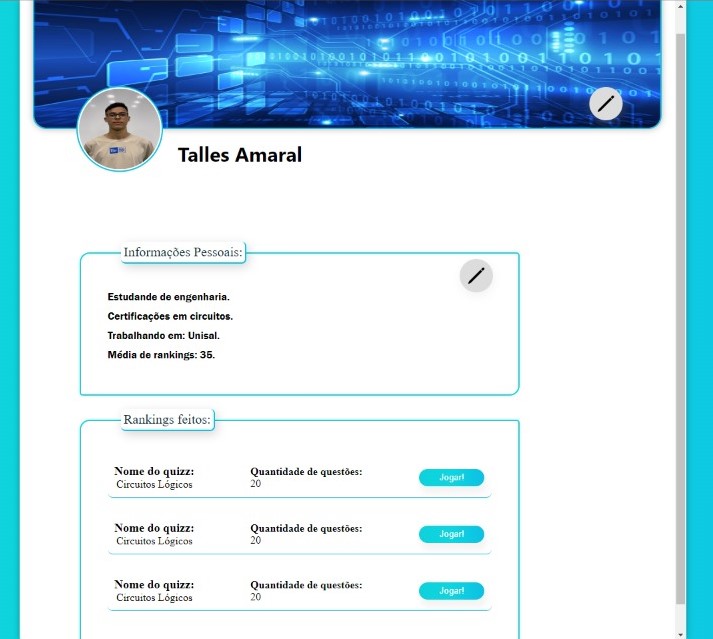 Talles Amaral
Informações Pessoais:
Estudande de engenharia.
Certificações em circuitos.
Trabalhando em: Unisal.
Média de rankings: 35.
Rankings feitos:
Nome do quizz: Quantidade de questões:
Circuitos Lógicos 20 Jogar!
Nome do quizz: Quantidade de questões:
Circuitos Lógicos 20 Jogar!
Nome do quizz: Quantidade de questões:
Circuitos Lógicos 20 Jogar!